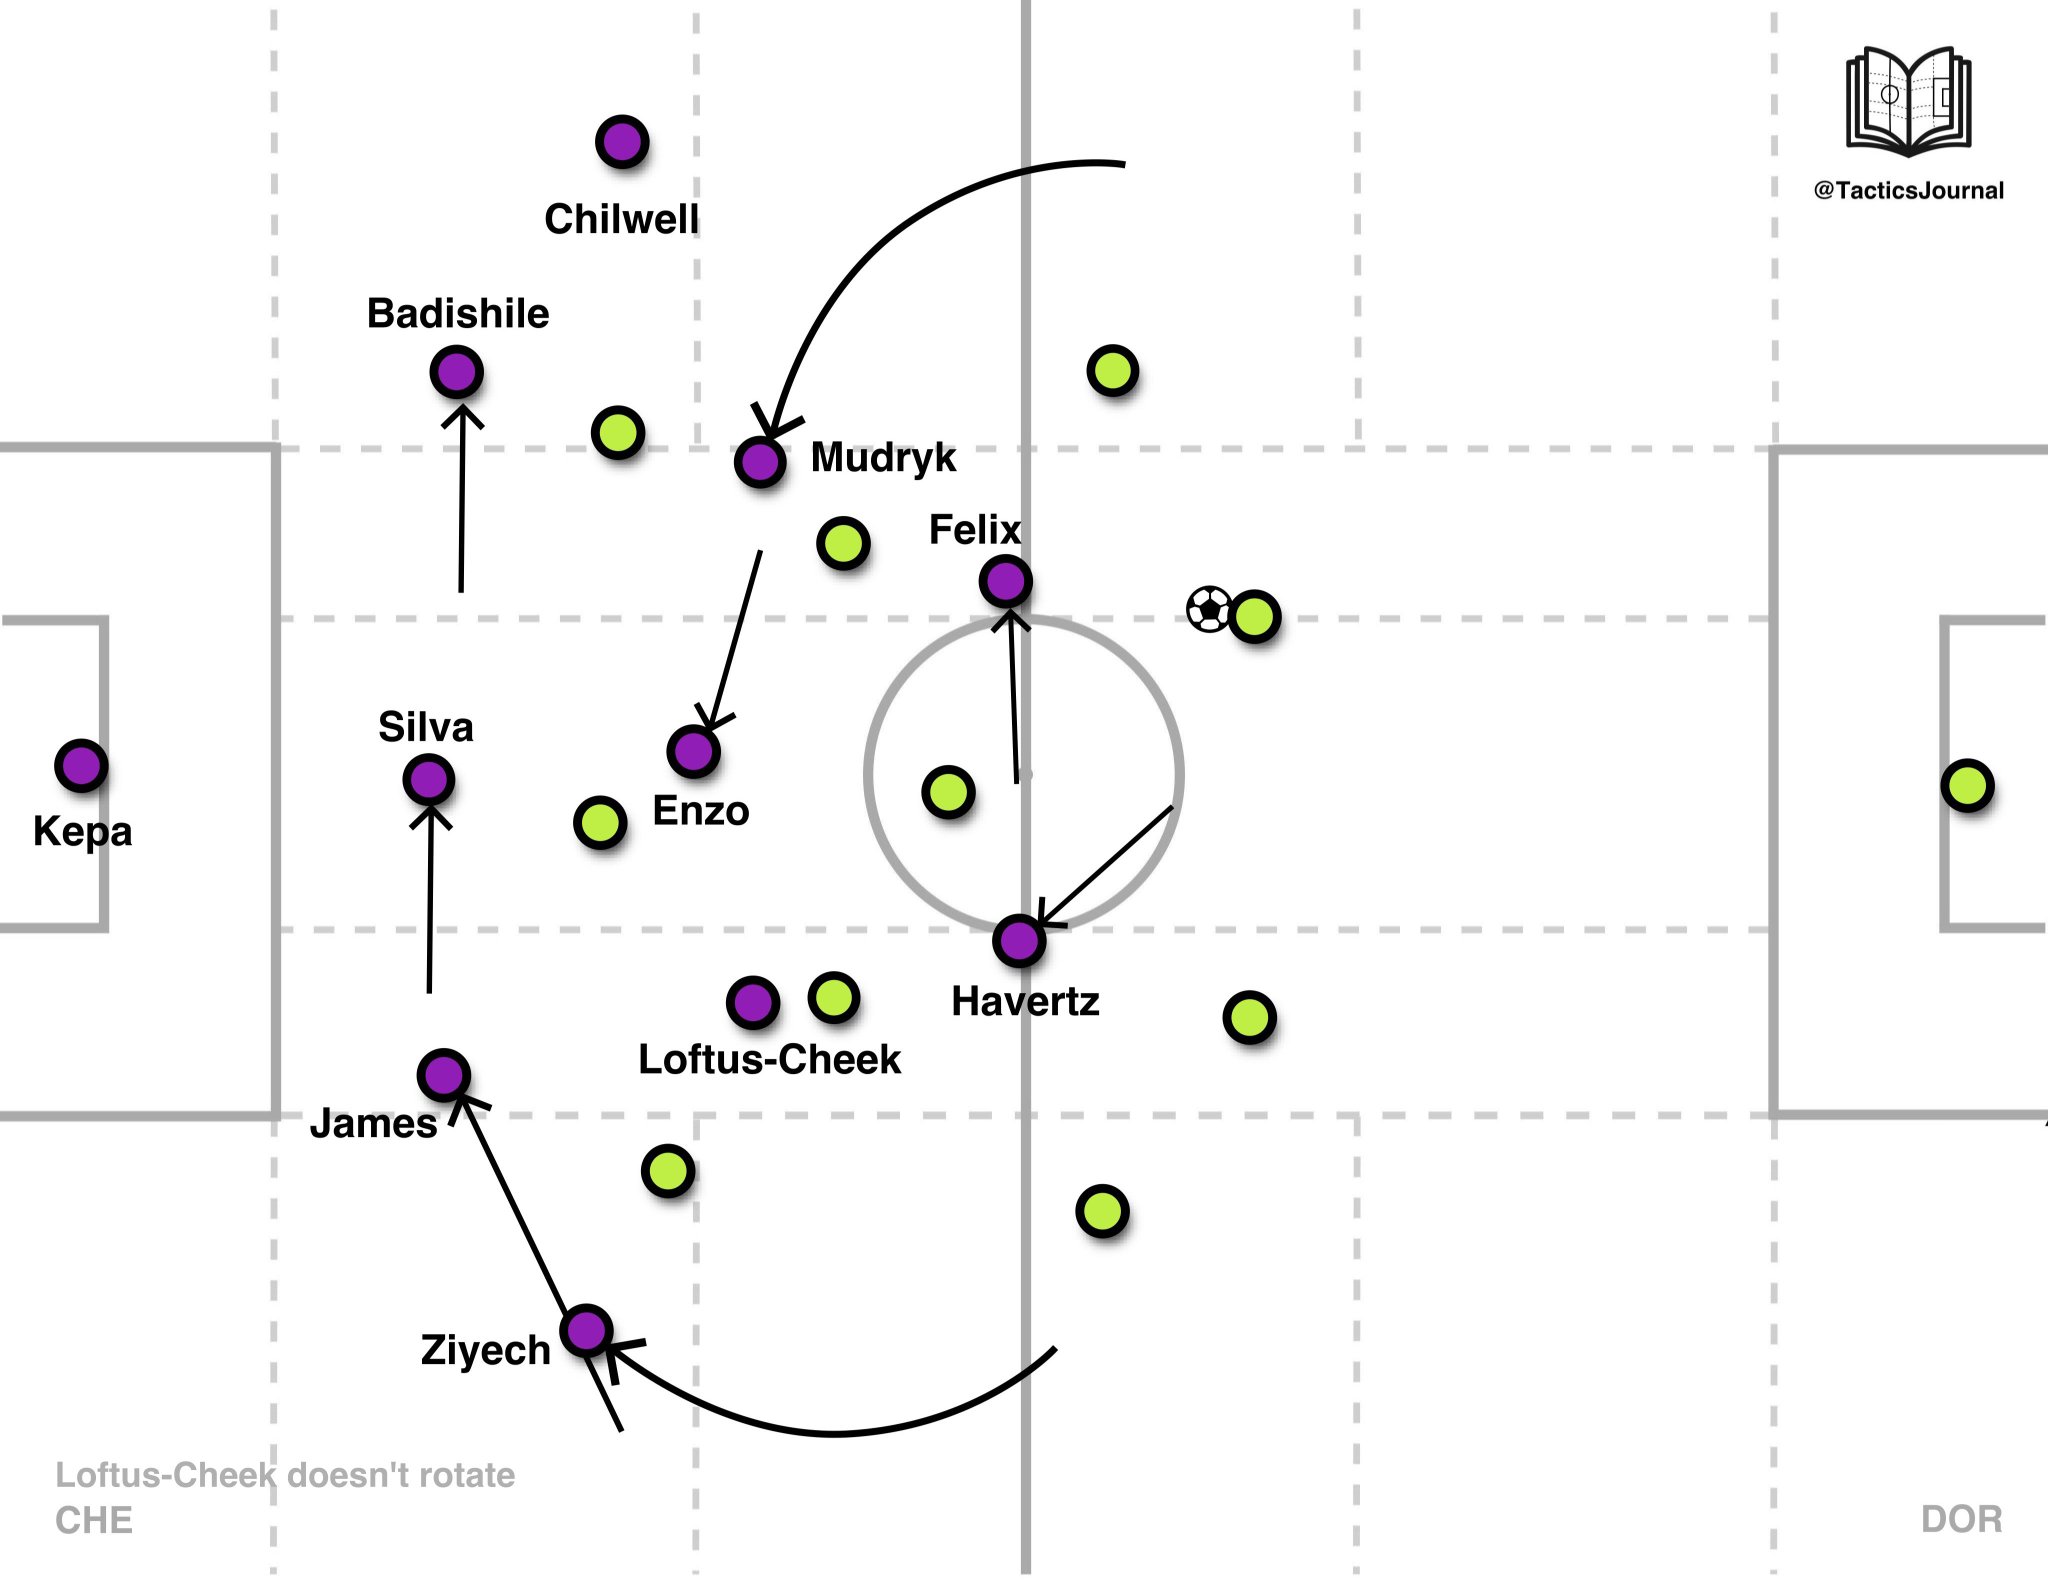 @TacticsJournal
Chilwell
Badishile
Mudryk
Felix
Silva
Enzo
Kepa
Havertz
Loftus-Cheek
James
Ziyech
Loftus-Cheek doesn't rotate
CHE
DOR